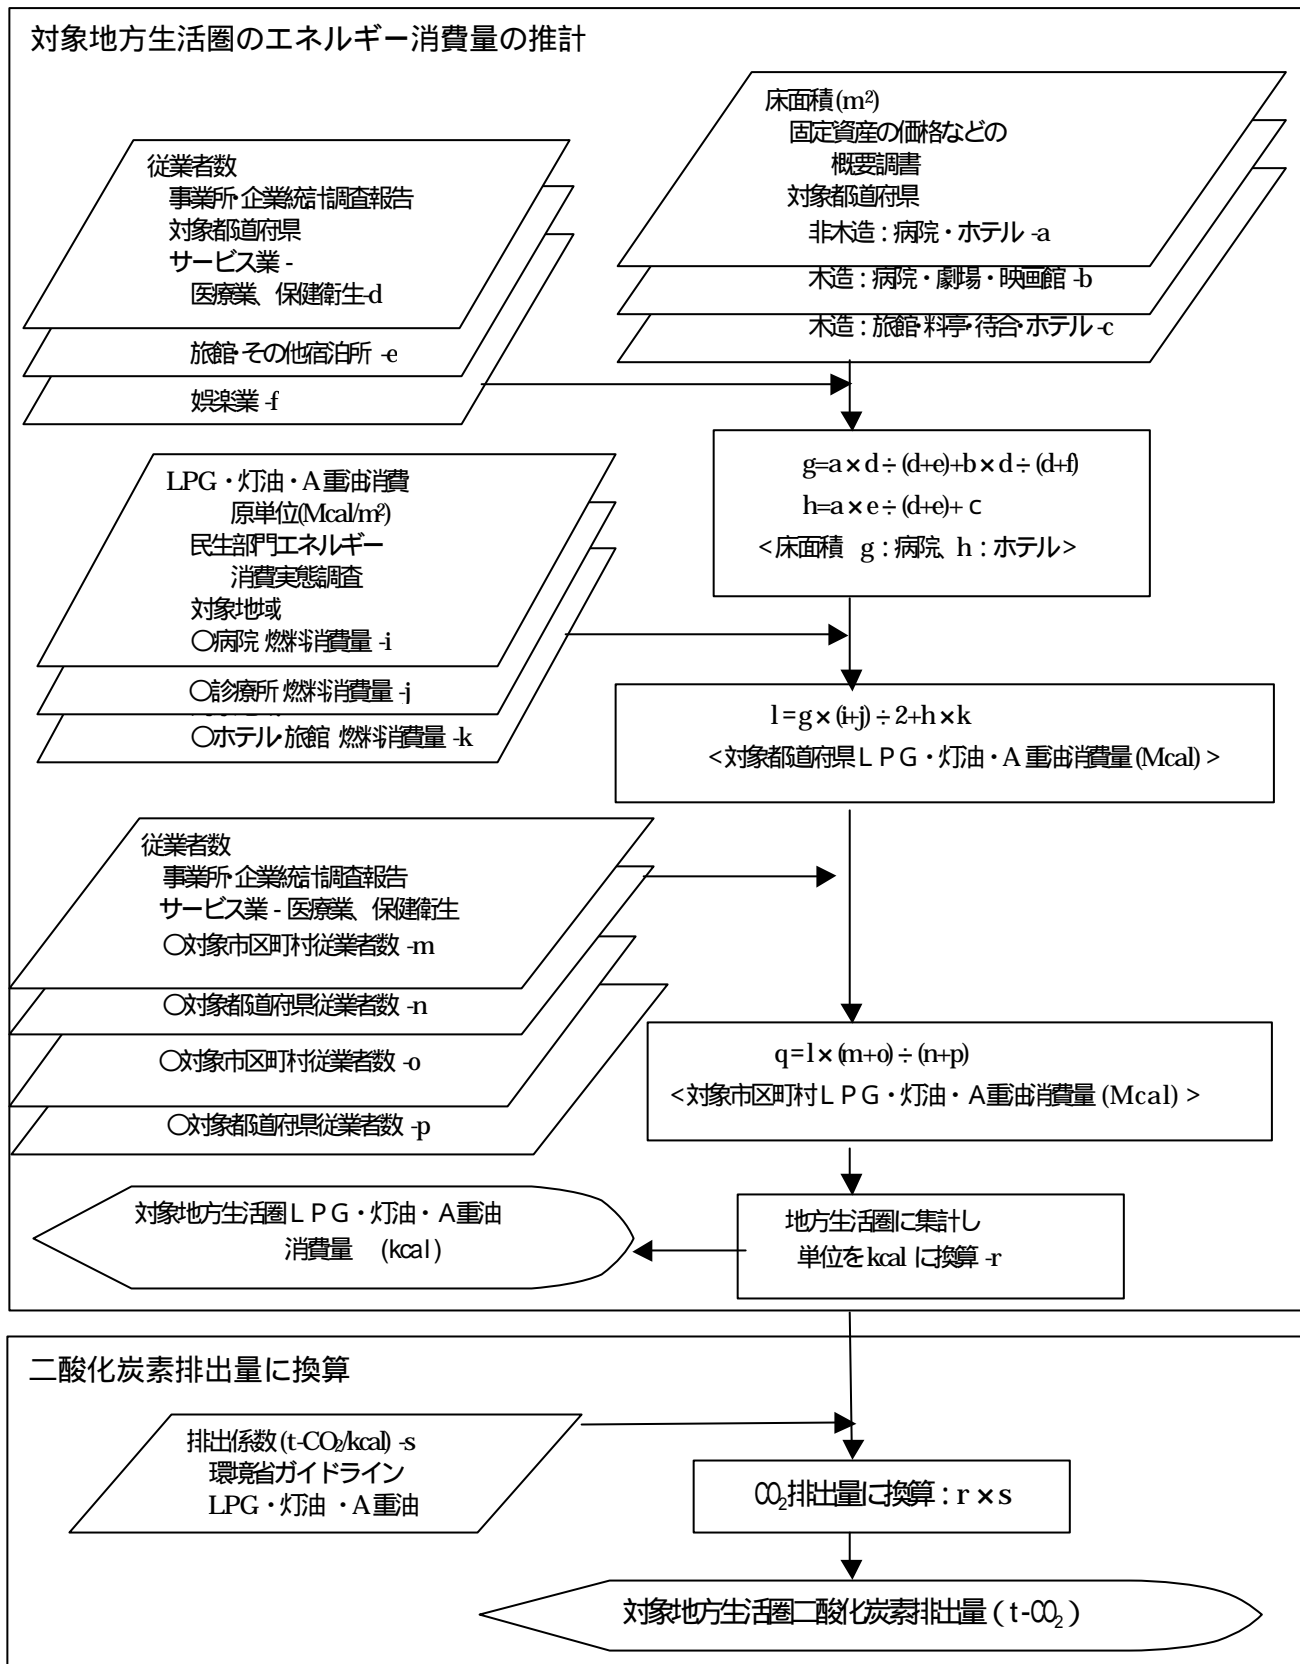 対象地方生活圏のエネルギー消費量の推計
床面積(m²)
固定資産の価格などの
概要調書
対象都道府県
非木造：病院・ホテル -a
木造：病院・劇場・映画館 -b
木造：旅館・料亭・待合・ホテル -c
従業者数
事業所・企業統計調査報告
対象都道府県
サービス業 -
医療業、保健衛生-d
旅館・その他宿泊所 -e
娯楽業 -f
g=a×d÷(d+e)+b×d÷(d+f)
h=a×e÷(d+e)+c
<床面積 g：病院、h：ホテル>
LPG・灯油・A重油消費
原単位(Mcal/m²)
民生部門エネルギー
消費実態調査
対象地域
○病院 燃料消費量 -i
○診療所 燃料消費量 -j
○ホテル・旅館 燃料消費量 -k
l=g×(i+j)÷2+h×k
<対象都道府県LPG・灯油・A重油消費量(Mcal)>
従業者数
事業所・企業統計調査報告
サービス業 - 医療業、保健衛生
○対象市区町村従業者数 -m
○対象都道府県従業者数 -n
○対象市区町村従業者数 -o
○対象都道府県従業者数 -p
q=l×(m+o)÷(n+p)
<対象市区町村LPG・灯油・A重油消費量(Mcal)>
地方生活圏に集計し
単位をkcalに換算 -r
対象地方生活圏LPG・灯油・A重油
消費量 (kcal)
二酸化炭素排出量に換算
排出係数(t-CO₂/kcal) -s
環境省ガイドライン
LPG・灯油・A重油
CO₂排出量に換算：r×s
対象地方生活圏二酸化炭素排出量(t-CO₂)